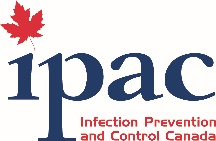 ipac
Infection Prevention
and Control Canada